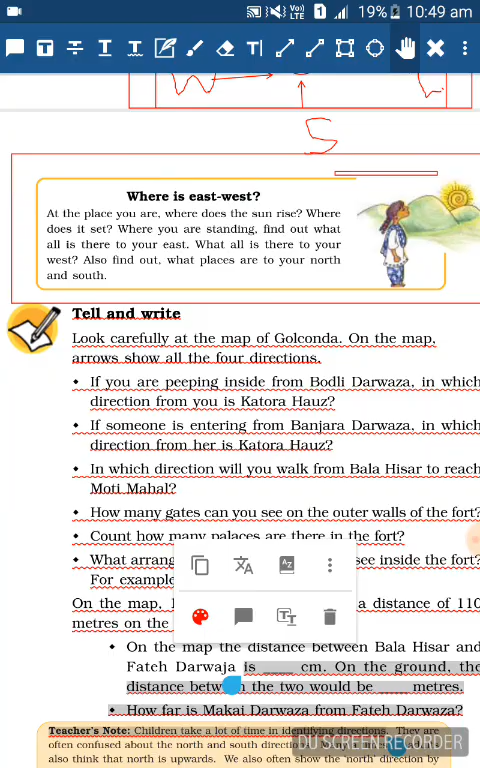 Vo))
LTE
1
19%
10:49 am
T
T
T
T
T
W
S
Where is east-west?
At the place you are, where does the sun rise? Where
does it set? Where you are standing, find out what
all is there to your east. What all is there to your
west? Also find out, what places are to your north
and south.
Tell and write
Look carefully at the map of Golconda. On the map,
arrows show all the four directions.
• If you are peeping inside from Bodli Darwaza, in which
direction from you is Katora Hauz?
• If someone is entering from Banjara Darwaza, in which
direction from her is Katora Hauz?
• In which direction will you walk from Bala Hisar to reach
Moti Mahal?
• How many gates can you see on the outer walls of the fort?
• Count how many palaces are there in the fort?
• What arrang see inside the fort?
For example
On the map, 1 a distance of 110
metres on the
• On the map the distance between Bala Hisar and
Fateh Darwaja is ____ cm. On the ground, the
distance between the two would be ____ metres.
• How far is Makai Darwaza from Fateh Darwaza?
Teacher's Note: Children take a lot of time in identifying directions. They are
often confused about the north and south directions. Many
also think that north is upwards. We also often show the 'north' direction by
DU SCREEN RECORDER